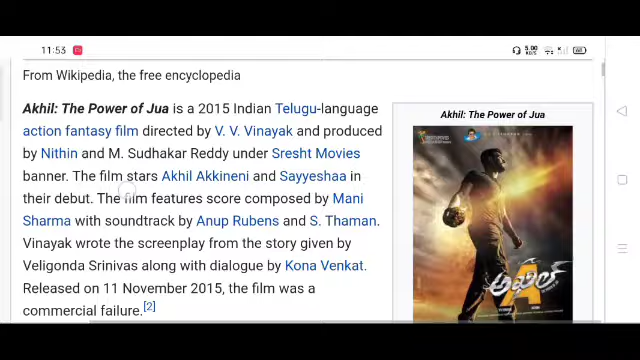 11:53
5.00
KB/S
From Wikipedia, the free encyclopedia
Akhil: The Power of Jua is a 2015 Indian Telugu-language
action fantasy film directed by V. V. Vinayak and produced
by Nithin and M. Sudhakar Reddy under Sresht Movies
banner. The film stars Akhil Akkineni and Sayyeshaa in
their debut. The film features score composed by Mani
Sharma with soundtrack by Anup Rubens and S. Thaman.
Vinayak wrote the screenplay from the story given by
Veligonda Srinivas along with dialogue by Kona Venkat.
Released on 11 November 2015, the film was a
commercial failure.[2]
Akhil: The Power of Jua
అఖిల్
A